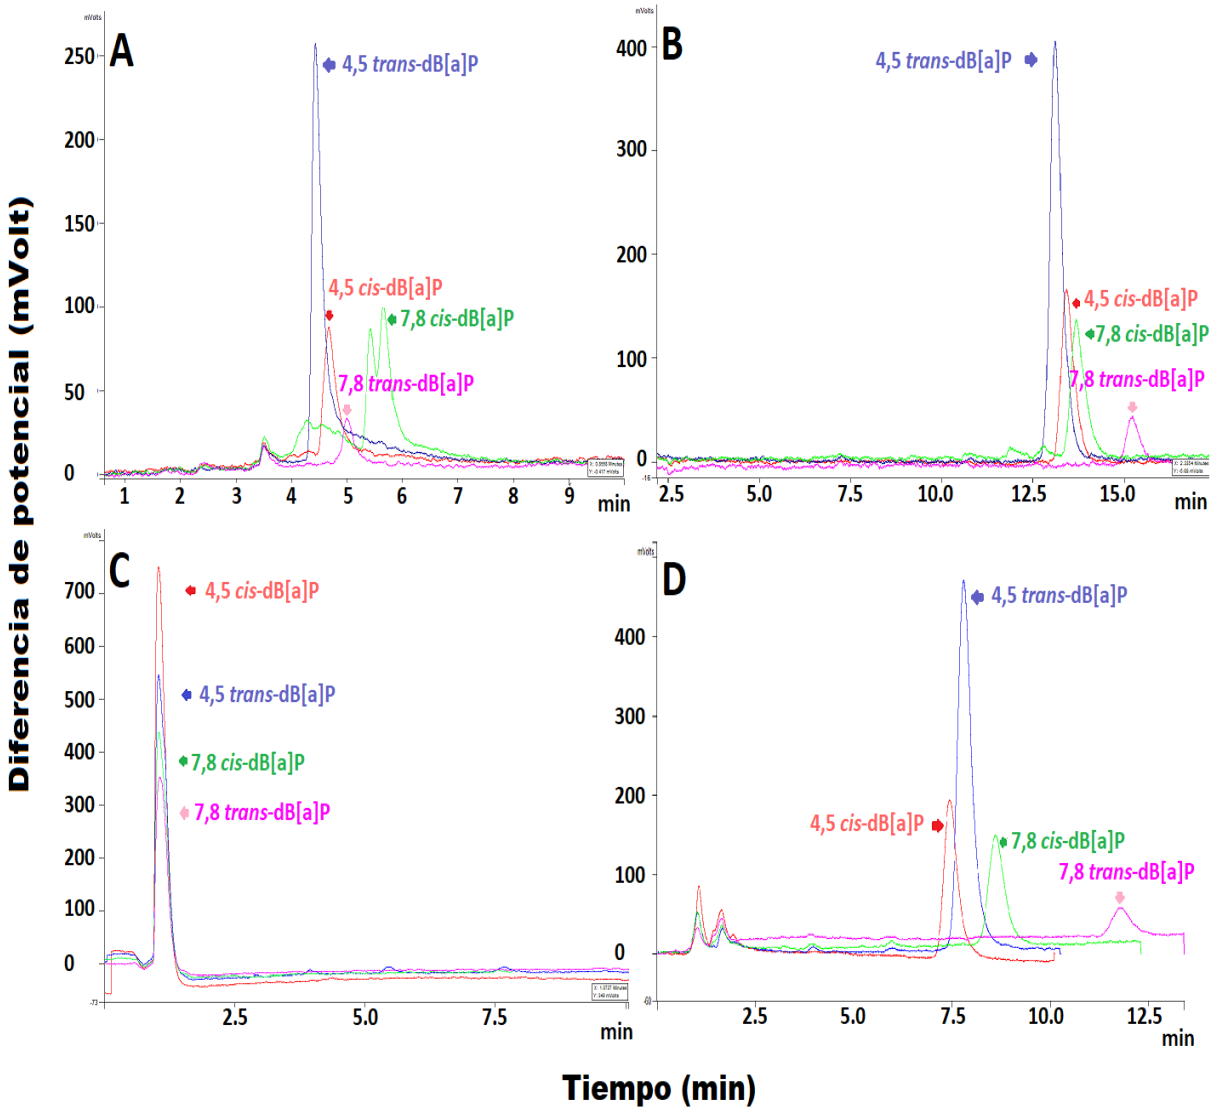 Diferencia de potencial (mVolt)
mVolts
A
250
200
150
100
50
0
4,5 trans-dB[a]P
4,5 cis-dB[a]P
7,8 cis-dB[a]P
7,8 trans-dB[a]P
1 2 3 4 5 6 7 8 9
min
mVolts
B
400
300
200
100
0
-16
4,5 trans-dB[a]P
4,5 cis-dB[a]P
7,8 cis-dB[a]P
7,8 trans-dB[a]P
2.5 5.0 7.5 10.0 12.5 15.0
min
mVolts
C
700
600
500
400
300
200
100
0
-73
4,5 cis-dB[a]P
4,5 trans-dB[a]P
7,8 cis-dB[a]P
7,8 trans-dB[a]P
2.5 5.0 7.5
min
mVolts
D
400
300
200
100
0
4,5 trans-dB[a]P
4,5 cis-dB[a]P
7,8 cis-dB[a]P
7,8 trans-dB[a]P
2.5 5.0 7.5 10.0 12.5
min
Tiempo (min)